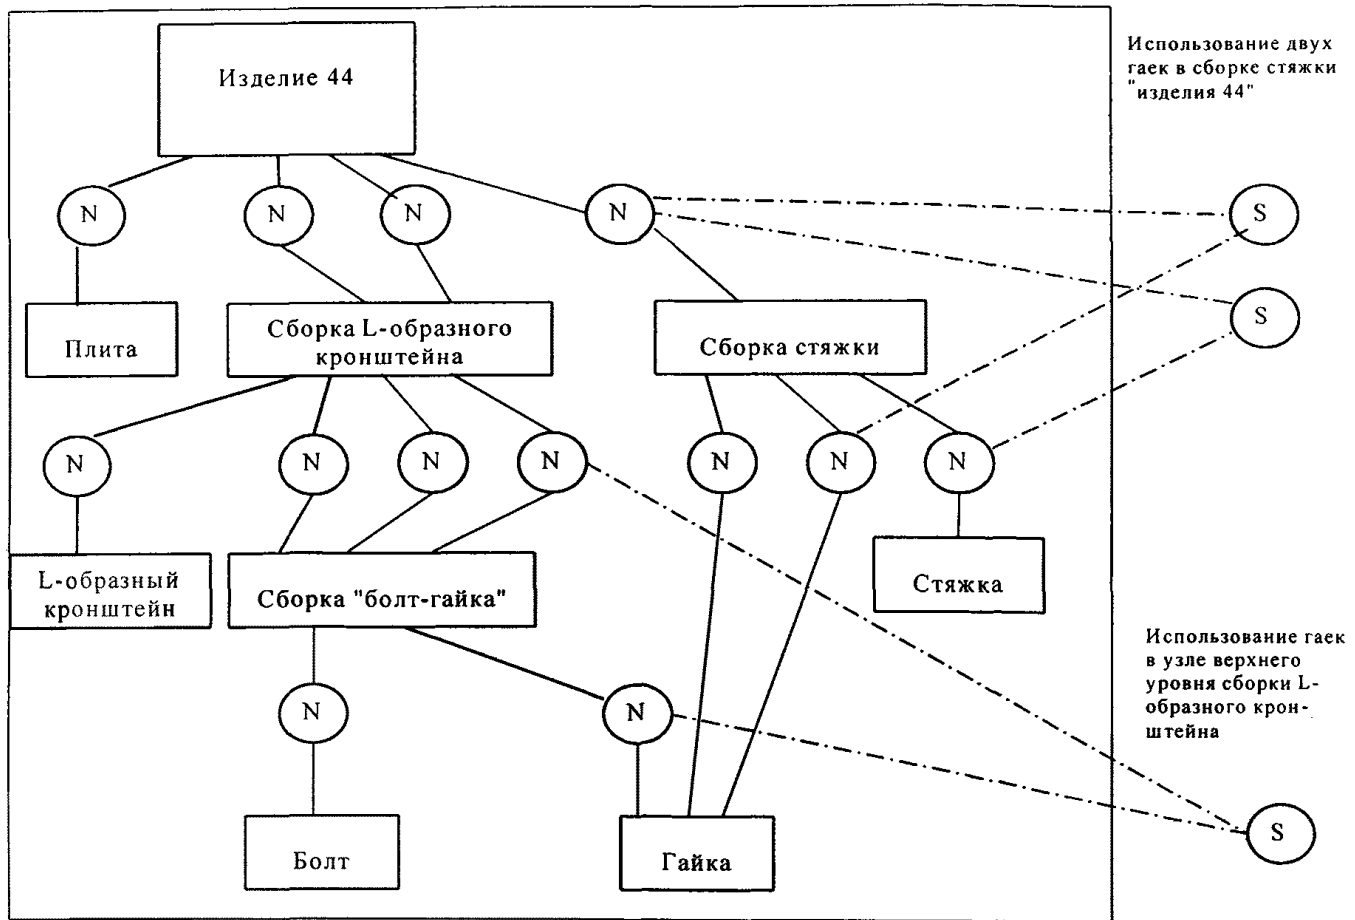 Изделие 44
Использование двух
гаек в сборке стяжки
"изделия 44"
N
N
N
N
S
S
Плита
Сборка L-образного
кронштейна
Сборка стяжки
N
N
N
N
N
N
N
L-образный
кронштейн
Сборка "болт-гайка"
Стяжка
Использование гаек
в узле верхнего
уровня сборки L-
образного крон-
штейна
N
N
S
Болт
Гайка